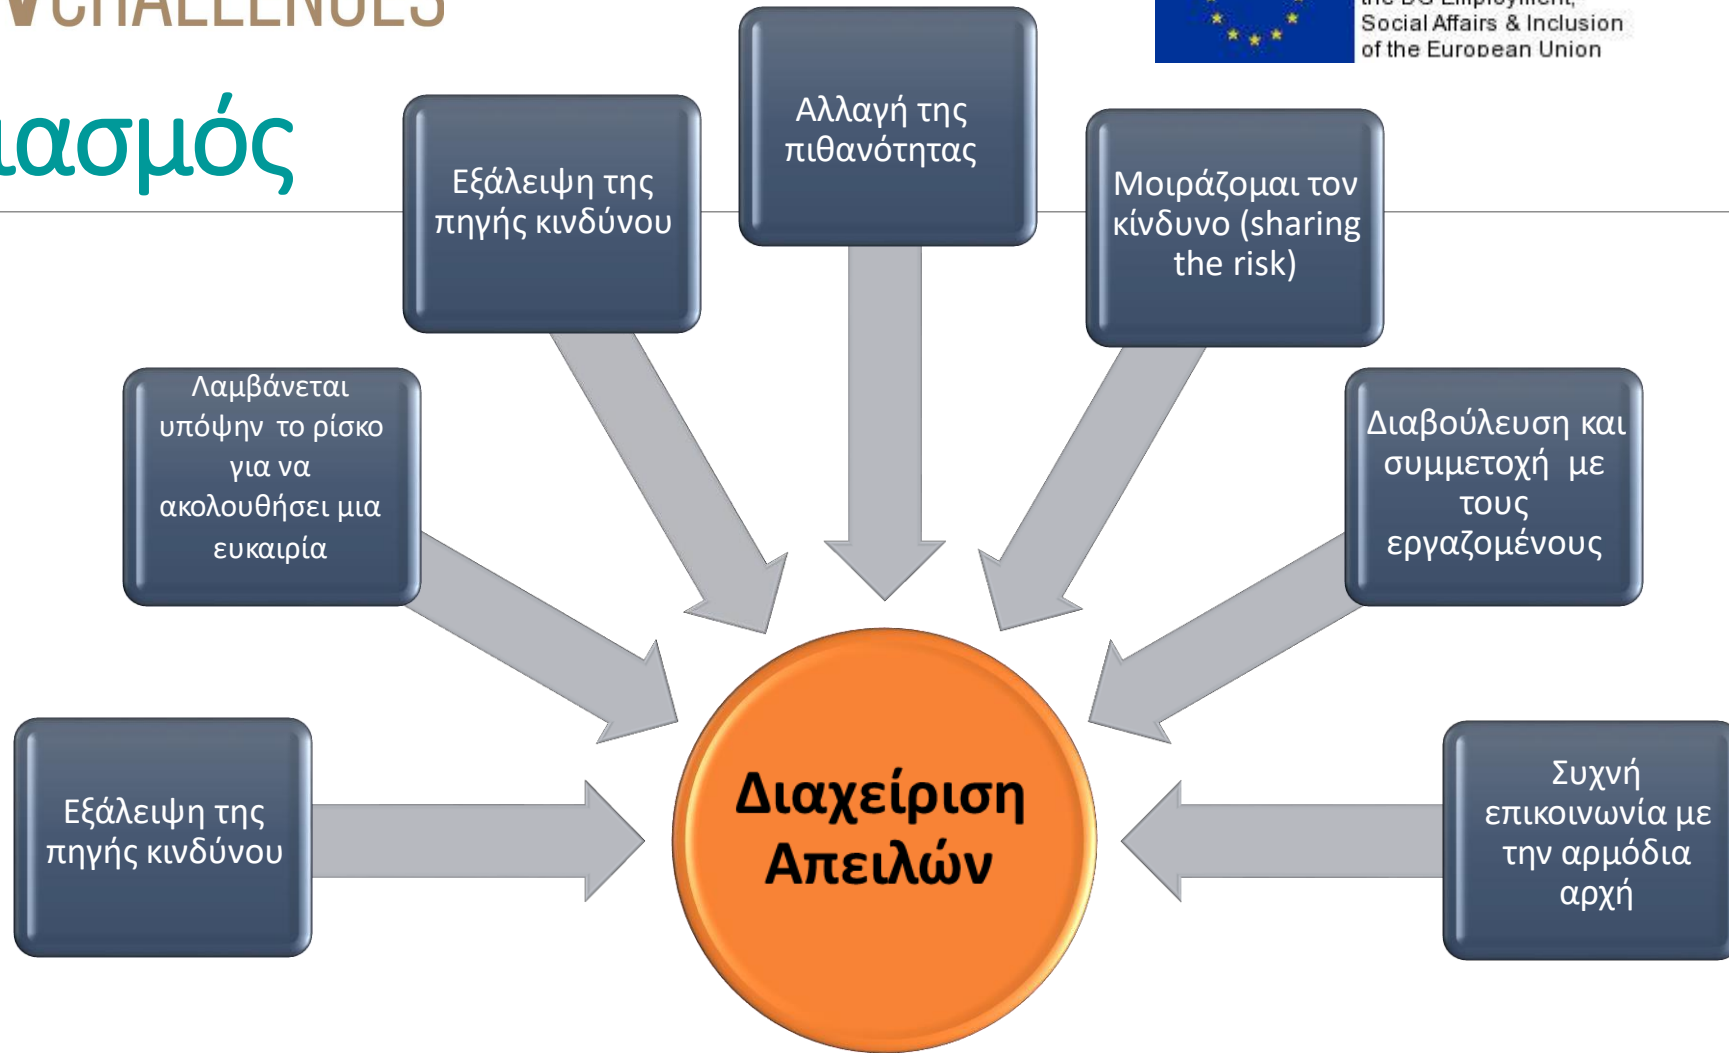 CHALLENGES
Social Affairs & Inclusion
of the European Union
Αλλαγή της
πιθανότητας
Εξάλειψη της
πηγής κινδύνου
Μοιράζομαι τον
κίνδυνο (sharing
the risk)
Λαμβάνεται
υπόψην το ρίσκο
για να
ακολουθήσει μια
ευκαιρία
Διαβούλευση και
συμμετοχή με
τους
εργαζομένους
Εξάλειψη της
πηγής κινδύνου
Διαχείριση
Απειλών
Συχνή
επικοινωνία με
την αρμόδια
αρχή